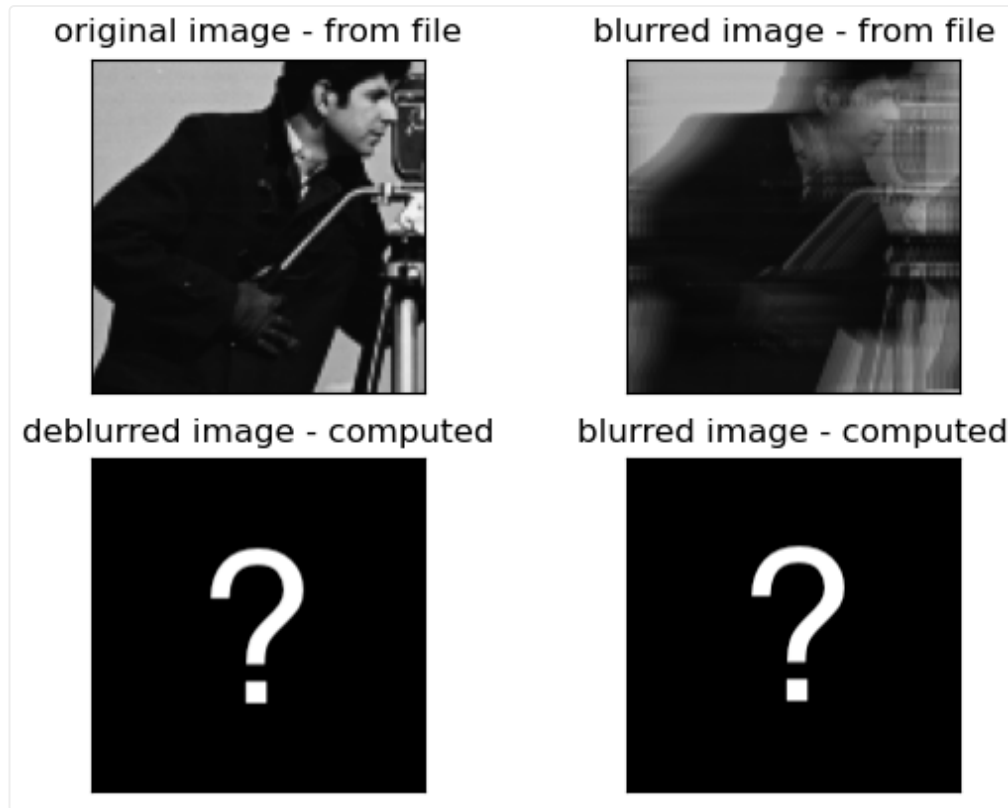 original image - from file
blurred image - from file
deblurred image - computed
blurred image - computed
?
?